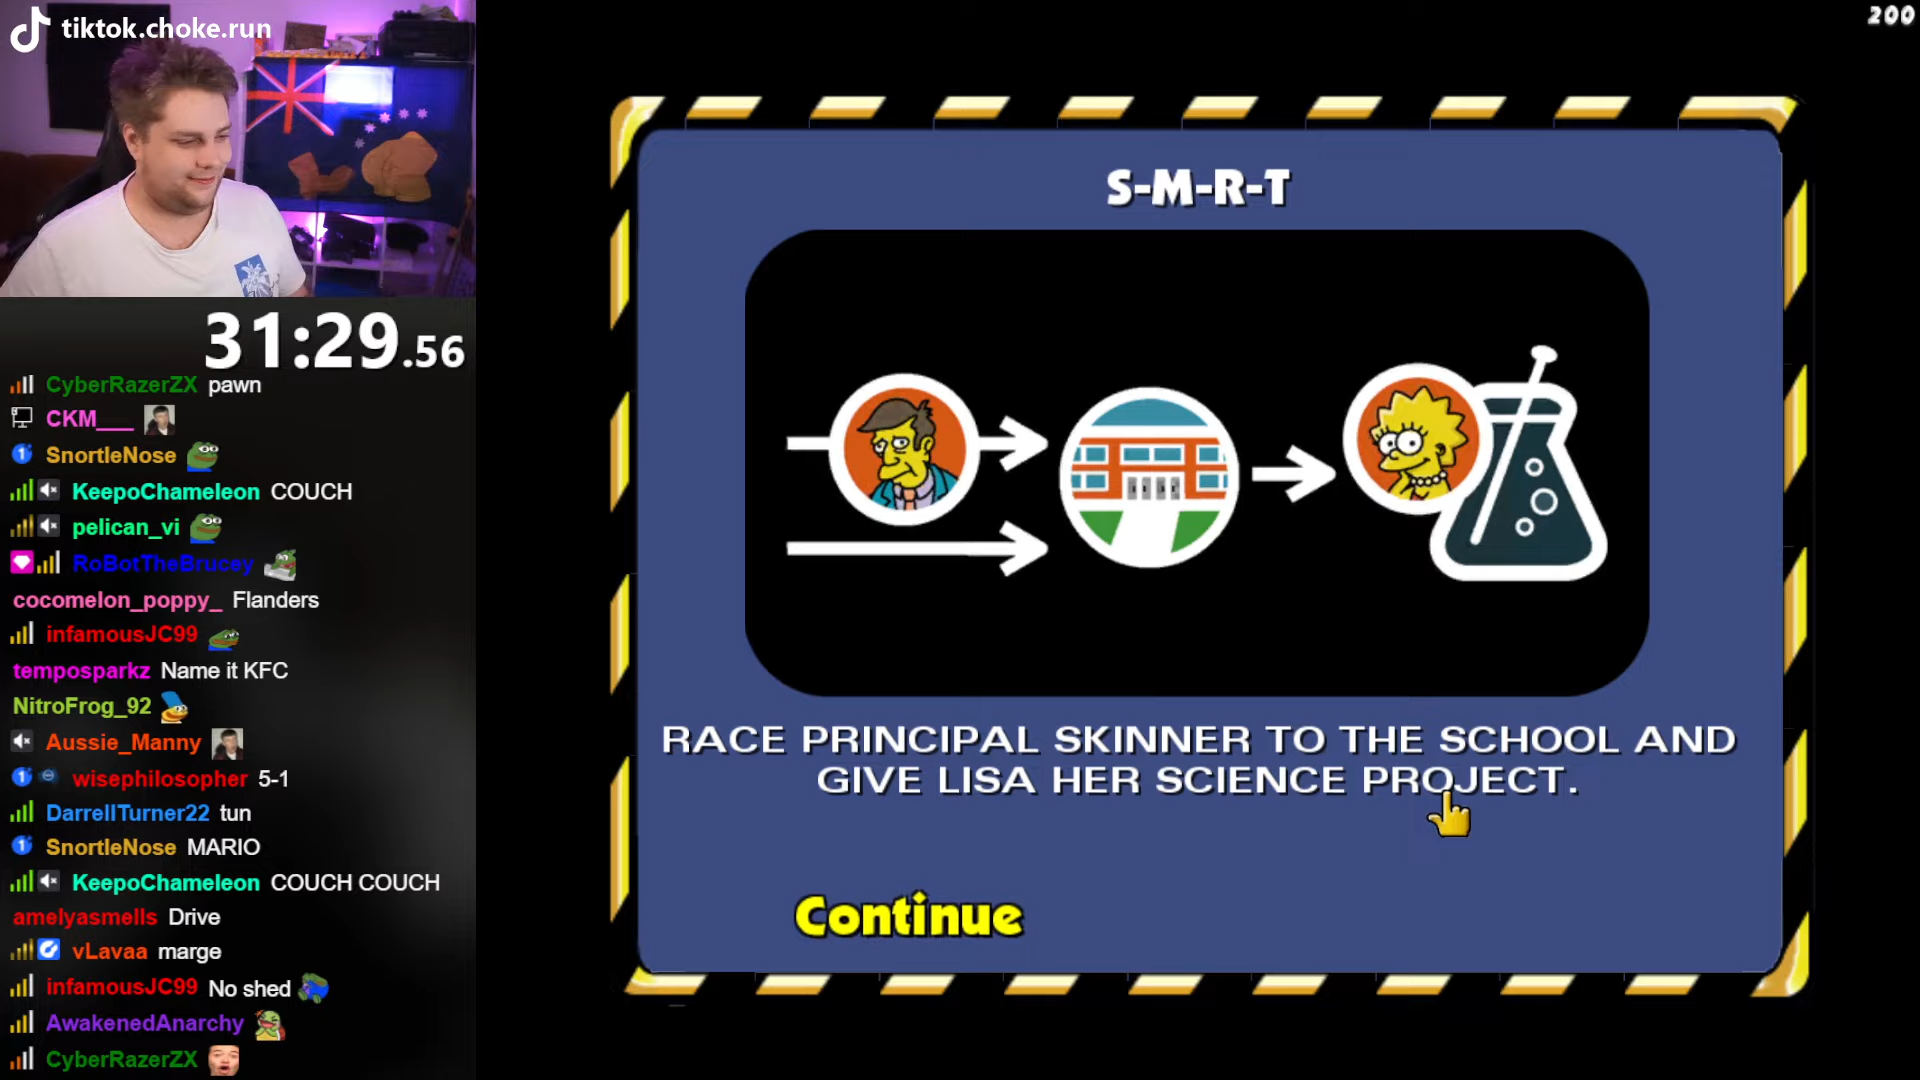 tiktok.choke.run
200
31:29.56
CyberRazerZX pawn
CKM___
SnortleNose
KeepoChameleon COUCH
pelican_vi
RoBotTheBrucey
cocomelon_poppy_ Flanders
infamousJC99
temposparkz Name it KFC
NitroFrog_92
Aussie_Manny
wisephilosopher 5-1
DarrellTurner22 tun
SnortleNose MARIO
KeepoChameleon COUCH COUCH
amelyasmells Drive
vLavaa marge
infamousJC99 No shed
AwakenedAnarchy
CyberRazerZX
S-M-R-T
RACE PRINCIPAL SKINNER TO THE SCHOOL AND
GIVE LISA HER SCIENCE PROJECT.
Continue